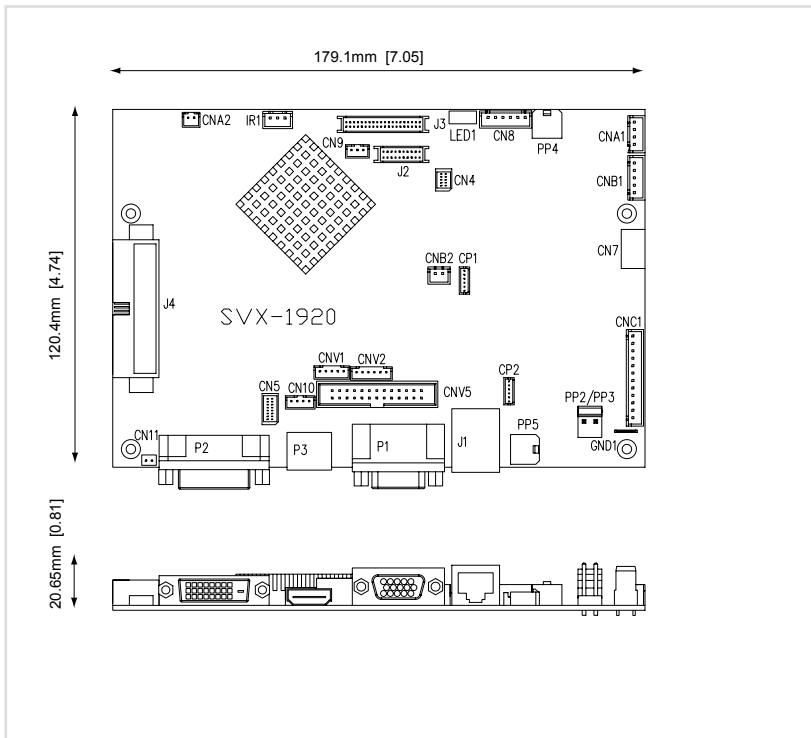 179.1mm [7.05]
CNA2
IR1
J3
LED1
CN8
PP4
CNA1
CN9
J2
CN4
CNB1
CNB2
CP1
CN7
120.4mm [4.74]
J4
SVX-1920
CNC1
CNV1
CNV2
CN5
CN10
CNV5
CP2
PP2/PP3
CN11
P2
P3
P1
J1
PP5
GND1
20.65mm [0.81]